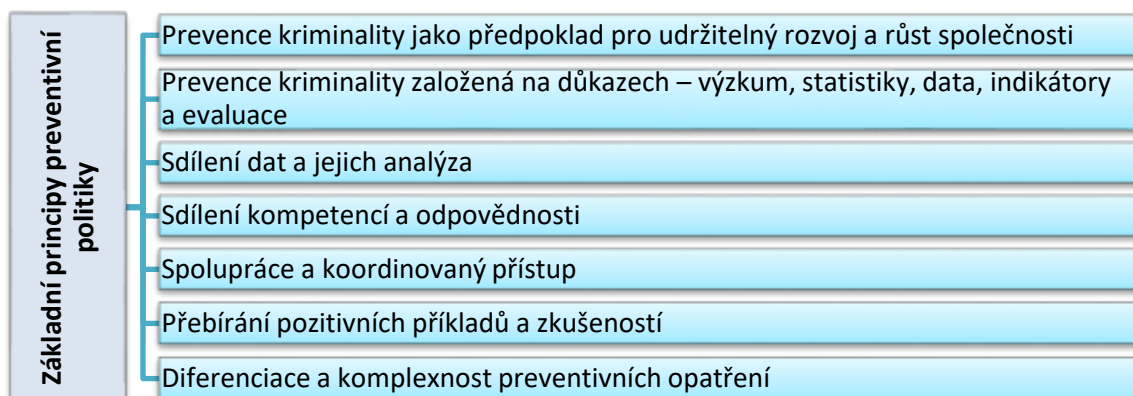 Základní principy preventivní
politiky
Prevence kriminality jako předpoklad pro udržitelný rozvoj a růst společnosti
Prevence kriminality založená na důkazech – výzkum, statistiky, data, indikátory
a evaluace
Sdílení dat a jejich analýza
Sdílení kompetencí a odpovědnosti
Spolupráce a koordinovaný přístup
Přebírání pozitivních příkladů a zkušeností
Diferenciace a komplexnost preventivních opatření